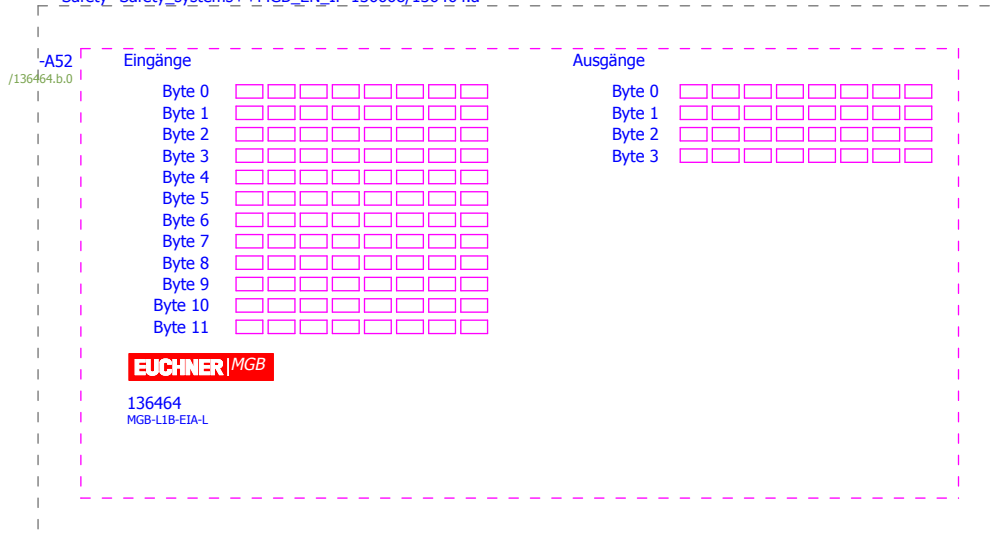 -A52
/136464.b.0
Eingänge
Byte 0
Byte 1
Byte 2
Byte 3
Byte 4
Byte 5
Byte 6
Byte 7
Byte 8
Byte 9
Byte 10
Byte 11
Ausgänge
Byte 0
Byte 1
Byte 2
Byte 3
EUCHNER MGB
136464
MGB-L1B-EIA-L